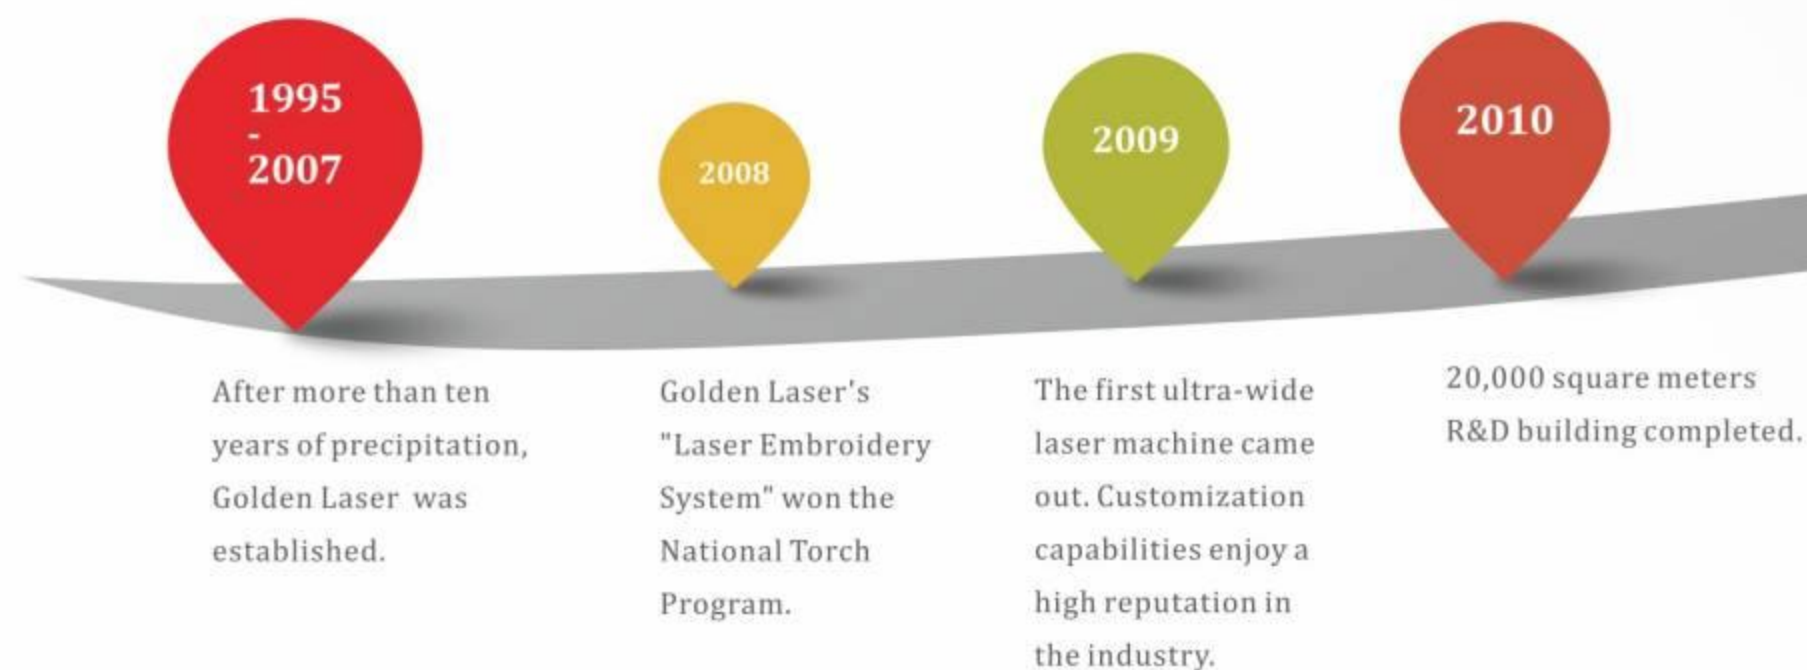 1995
-
2007
After more than ten
years of precipitation,
Golden Laser was
established.
2008
Golden Laser's
"Laser Embroidery
System" won the
National Torch
Program.
2009
The first ultra-wide
laser machine came
out. Customization
capabilities enjoy a
high reputation in
the industry.
2010
20,000 square meters
R&D building completed.